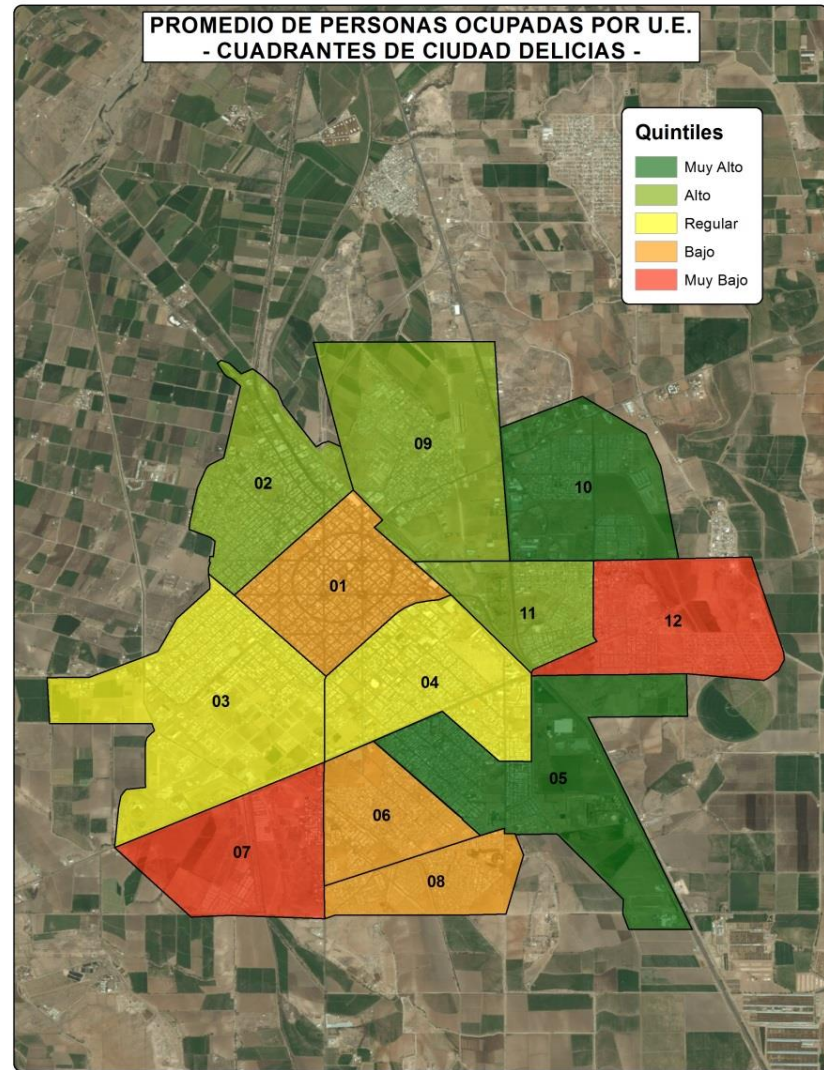 PROMEDIO DE PERSONAS OCUPADAS POR U.E.
- CUADRANTES DE CIUDAD DELICIAS -
Quintiles
Muy Alto
Alto
Regular
Bajo
Muy Bajo
09
02
10
01
11
12
04
03
05
06
07
08